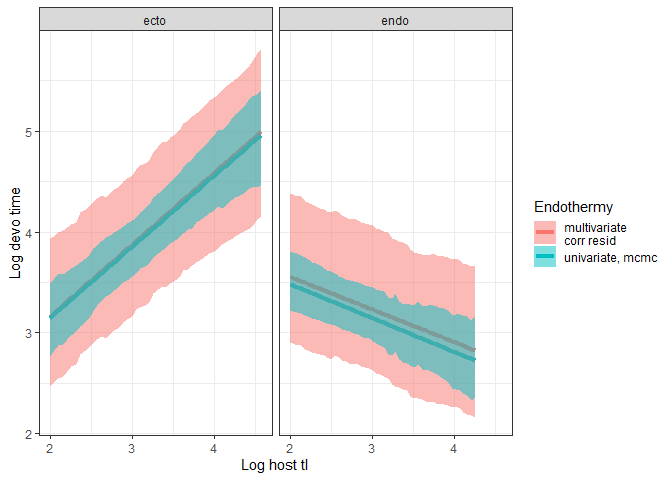 ecto
endo
5
4
3
2
Log devo time
2
3
4
2
3
4
Log host tl
Endothermy
multivariate
corr resid
univariate, mcmc